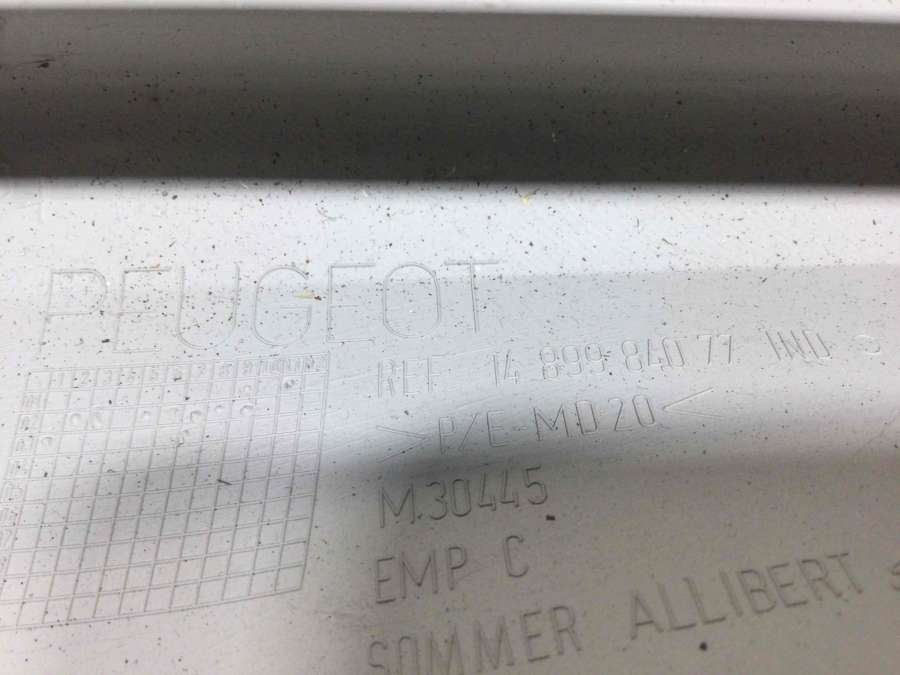 PEUGEOT
REF 14 899 840 77 IND
>P/E-MD20<
M.30445
EMP C
SOMMER ALLIBERT